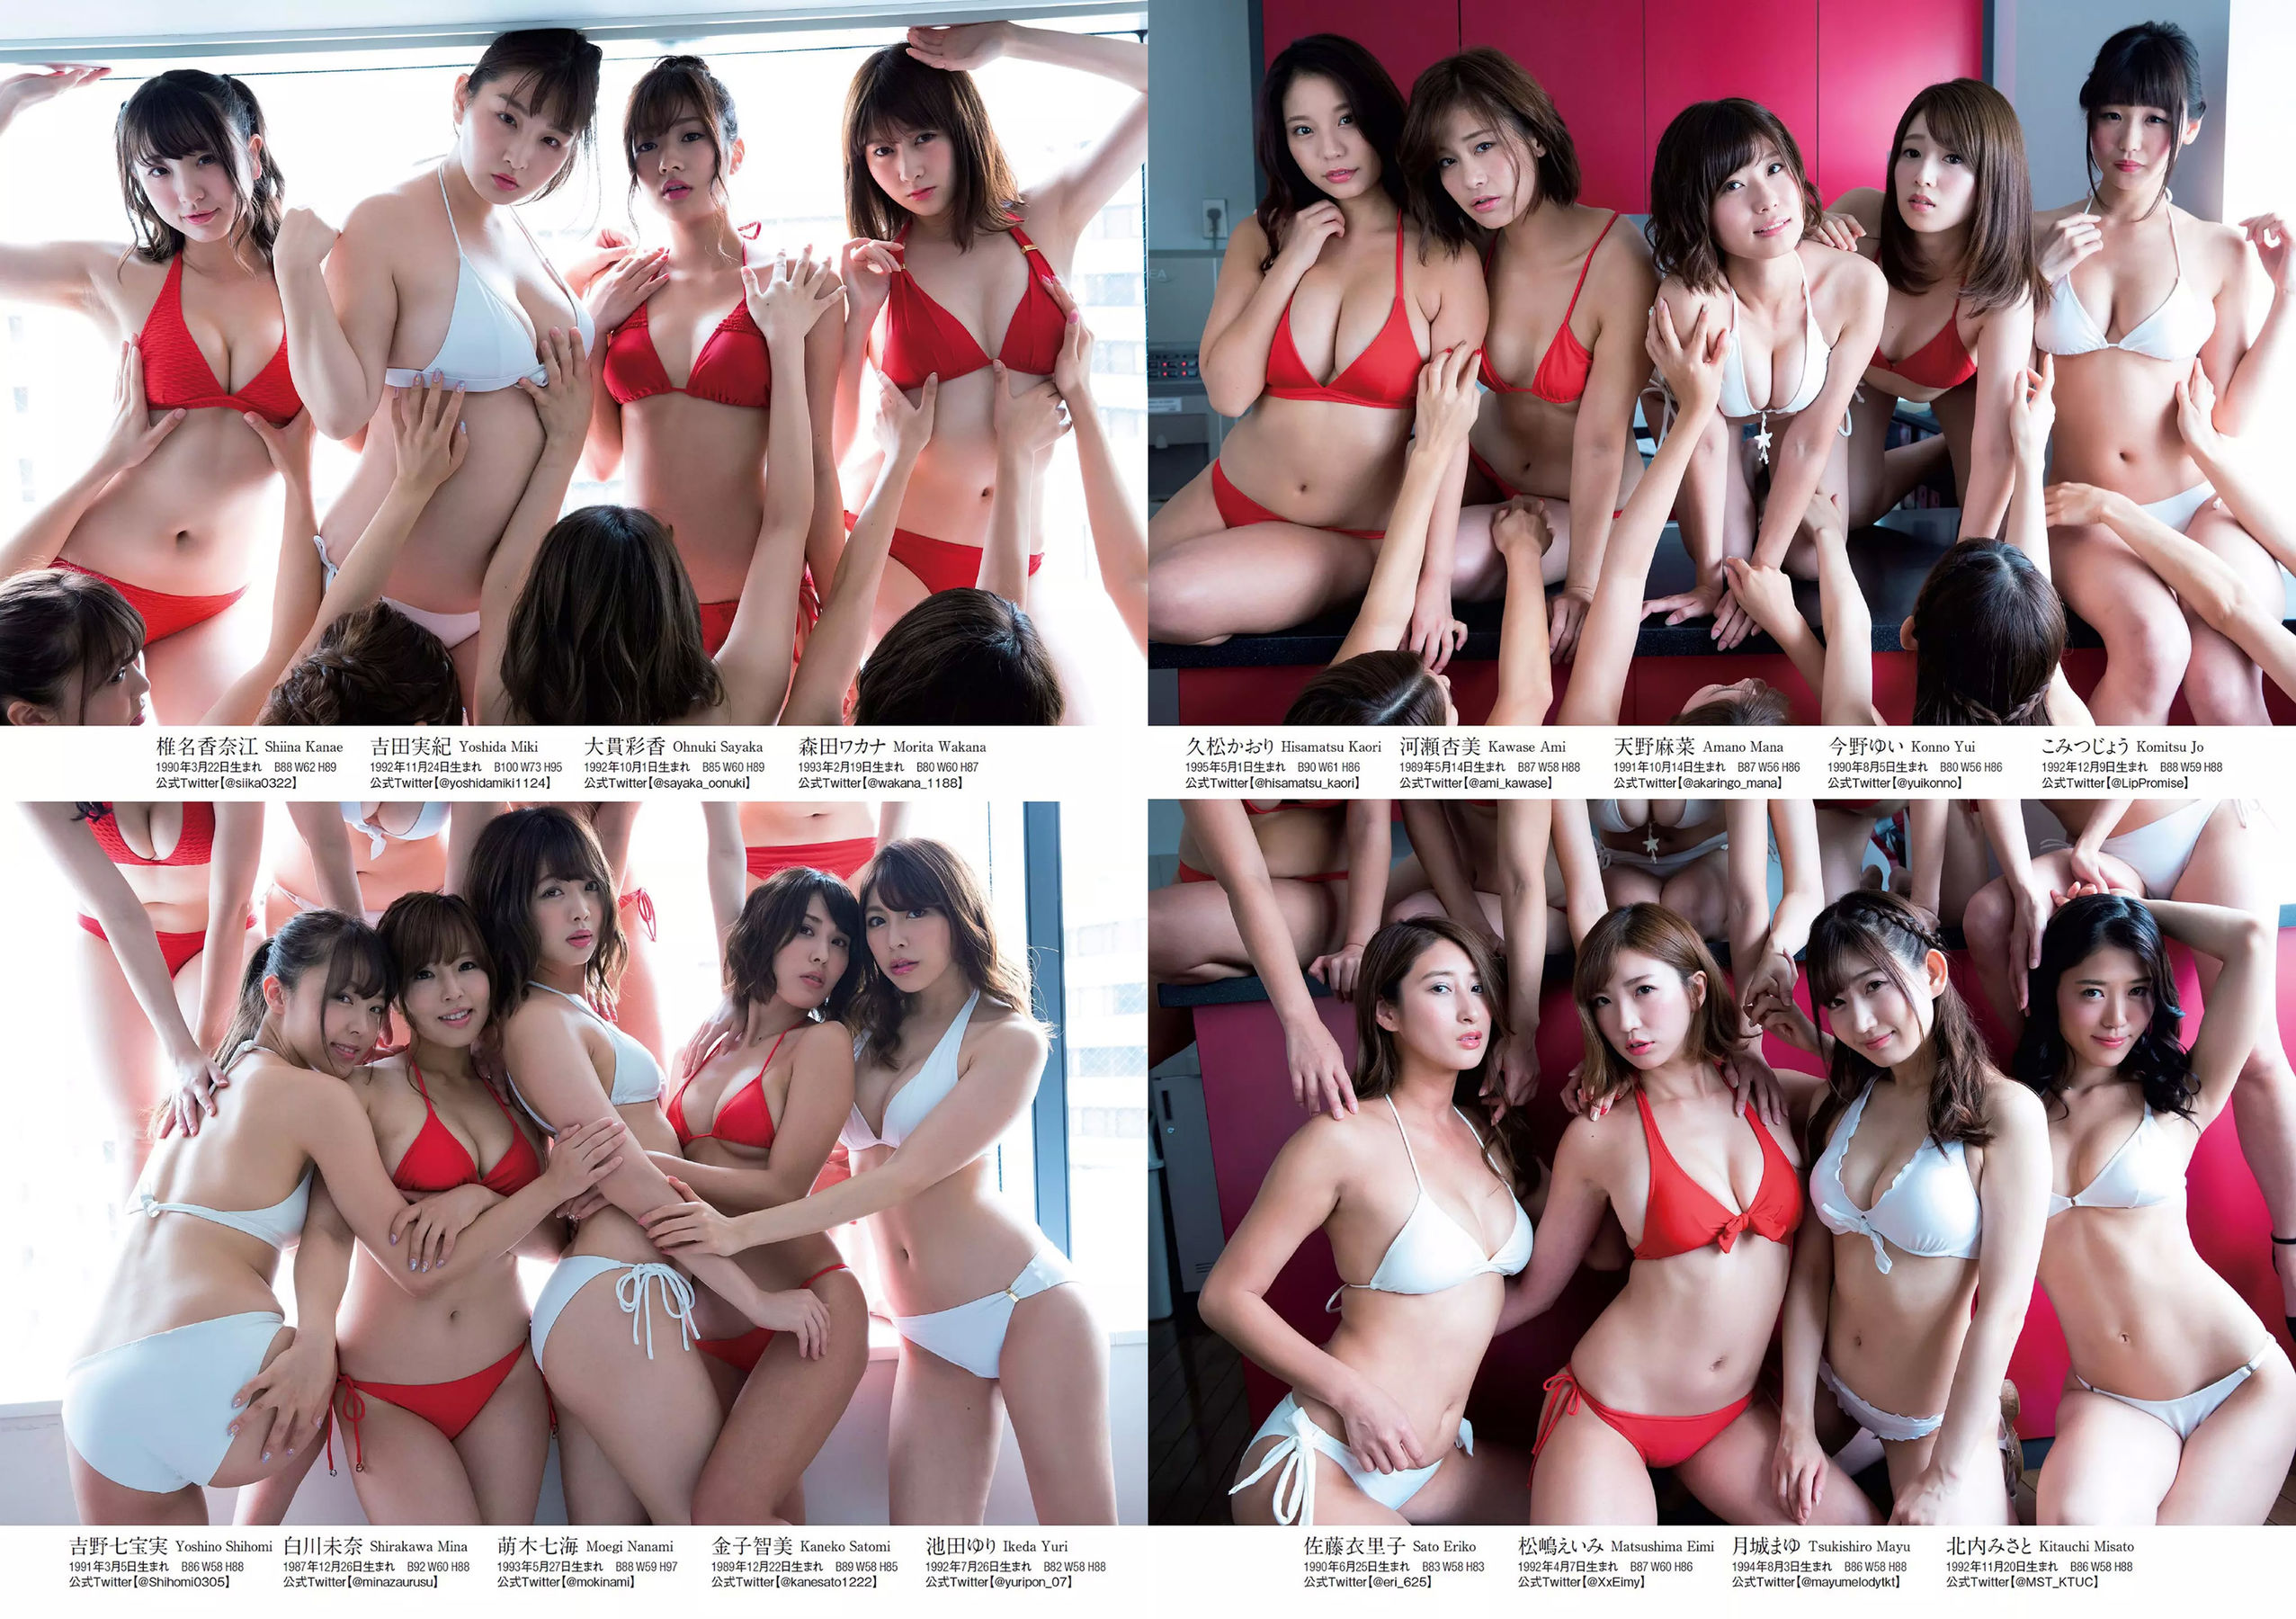 椎名香奈江 Shiina Kanae
1990年3月22日生まれ B88 W62 H89
公式Twitter【@siika0322】
吉田実紀 Yoshida Miki
1992年11月24日生まれ B100 W73 H95
公式Twitter【@yoshidamiki1124】
大貫彩香 Ohnuki Sayaka
1992年10月1日生まれ B85 W60 H89
公式Twitter【@sayaka_oonuki】
森田ワカナ Morita Wakana
1993年2月19日生まれ B80 W60 H87
公式Twitter【@wakana_1188】
久松かおり Hisamatsu Kaori
1995年5月1日生まれ B90 W61 H86
公式Twitter【@hisamatsu_kaori】
河瀬杏美 Kawase Ami
1989年5月14日生まれ B87 W58 H88
公式Twitter【@ami_kawase】
天野麻菜 Amano Mana
1991年10月14日生まれ B87 W56 H86
公式Twitter【@akaringo_mana】
今野ゆい Konno Yui
1990年8月5日生まれ B80 W56 H86
公式Twitter【@yuikonno】
こみつじょう Komitsu Jo
1992年12月9日生まれ B88 W59 H88
公式Twitter【@LipPromise】
吉野七宝実 Yoshino Shihomi
1991年3月5日生まれ B86 W58 H88
公式Twitter【@Shihomi0305】
白川未奈 Shirakawa Mina
1987年12月26日生まれ B92 W60 H88
公式Twitter【@minazaurusu】
萌木七海 Moegi Nanami
1993年5月27日生まれ B88 W59 H97
公式Twitter【@mokinami】
金子智美 Kaneko Satomi
1989年12月22日生まれ B89 W58 H85
公式Twitter【@kanesato1222】
池田ゆり Ikeda Yuri
1992年7月26日生まれ B82 W58 H88
公式Twitter【@yuripon_07】
佐藤衣里子 Sato Eriko
1990年6月25日生まれ B83 W58 H83
公式Twitter【@eri_625】
松嶋えいみ Matsushima Eimi
1992年4月7日生まれ B87 W60 H86
公式Twitter【@XxEimy】
月城まゆ Tsukishiro Mayu
1994年8月3日生まれ B86 W58 H88
公式Twitter【@mayumelodytkt】
北内みさと Kitauchi Misato
1992年11月20日生まれ B86 W58 H88
公式Twitter【@MST_KTUC】